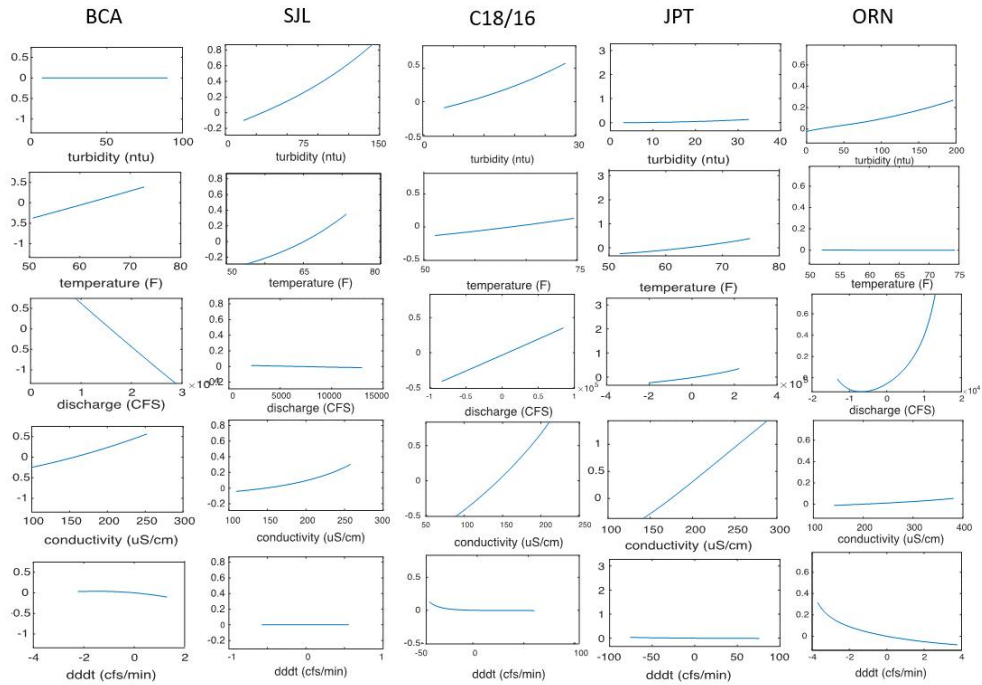 BCA SJL C18/16 JPT ORN
0.5
0
-0.5
-1
0 50 100
turbidity (ntu)
0.8
0.6
0.4
0.2
0
-0.2
0 75 150
turbidity (ntu)
0.5
0
-0.5
0 30
turbidity (ntu)
3
2
1
0
0 10 20 30 40
turbidity (ntu)
0.6
0.4
0.2
0
0 50 100 150 200
turbidity (ntu)
0.5
0
0.5
-1
50 60 70 80
temperature (F)
0.8
0.6
0.4
0.2
0
-0.2
50 60 70 80
temperature (F)
0.5
0
-0.5
50 75
temperature (F)
3
2
1
0
50 60 70 80
temperature (F)
0.6
0.4
0.2
0
50 55 60 65 70 75
temperature (F)
0.5
0
0.5
-1
0 1 2 3
discharge (CFS)
0.8
0.6
0.4
0.2
0
0 5000 10000 15000
discharge (CFS)
0.5
0
-0.5
-1 -0.5 0 0.5 1
×10⁵
discharge (CFS)
3
2
1
0
-4 -2 0 2 4
discharge (CFS)
0.6
0.4
0.2
-2 -1 0 1 2
×10⁴
discharge (CFS)
0.5
0
-0.5
-1
100 150 200 250 300
conductivity (uS/cm)
0.8
0.6
0.4
0.2
0
-0.2
100 150 200 250 300
conductivity (uS/cm)
0.5
0
-0.5
50 100 150 200 250
conductivity (uS/cm)
1
0.5
0
100 150 200 250 300
conductivity (uS/cm)
0.6
0.4
0.2
0
100 200 300 400
conductivity (uS/cm)
0.5
0
-0.5
-1
-4 -2 0 2
dddt (cfs/min)
0.8
0.6
0.4
0.2
0
-0.2
-1 0 1
dddt (cfs/min)
0.5
0
-0.5
-50 0 50 100
dddt (cfs/min)
3
2
1
0
-100 -50 0 50 100
dddt (cfs/min)
0.6
0.4
0.2
0
-4 -2 0 2 4
dddt (cfs/min)